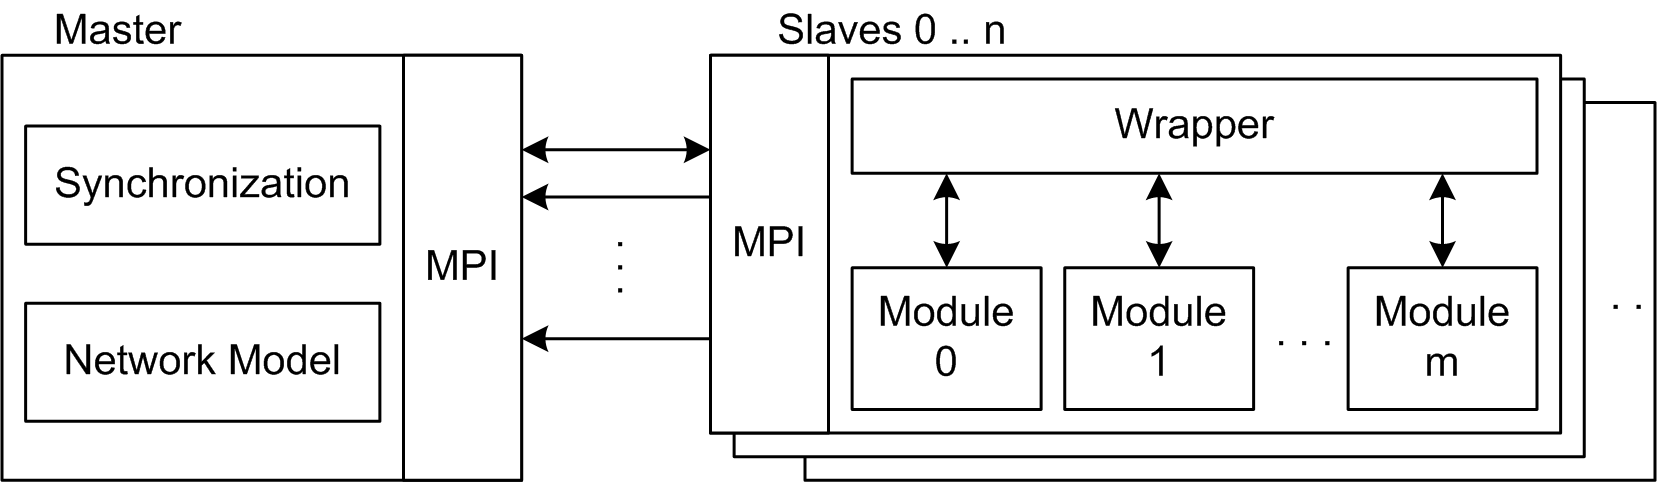 Master
Slaves 0 .. n
Synchronization
Network Model
MPI
MPI
Wrapper
Module
0
Module
1
. . .
Module
m
. .